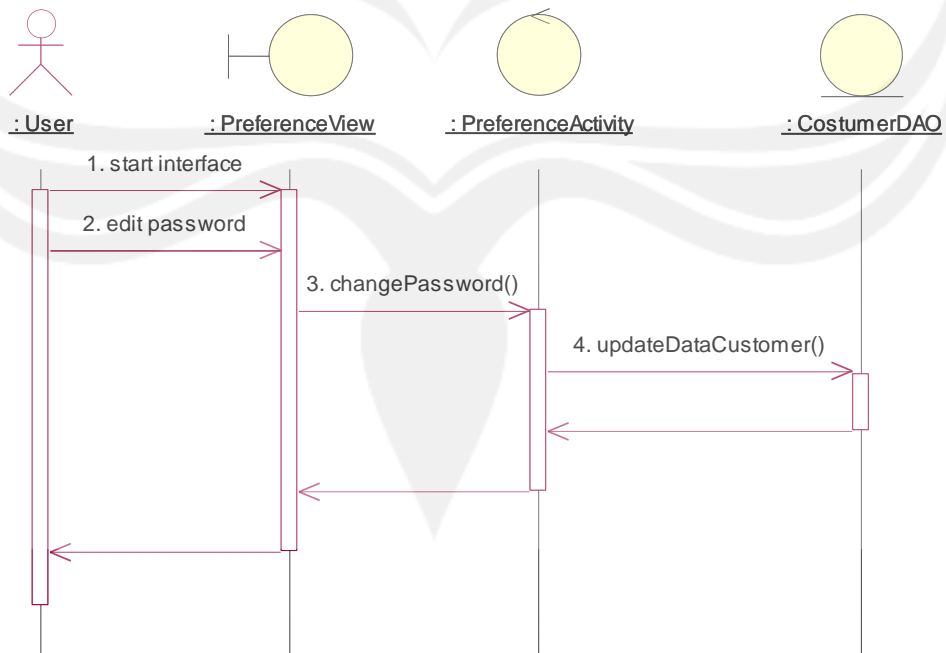 : User
: PreferenceView
: PreferenceActivity
: CostumerDAO
1. start interface
2. edit password
3. changePassword()
4. updateDataCustomer()